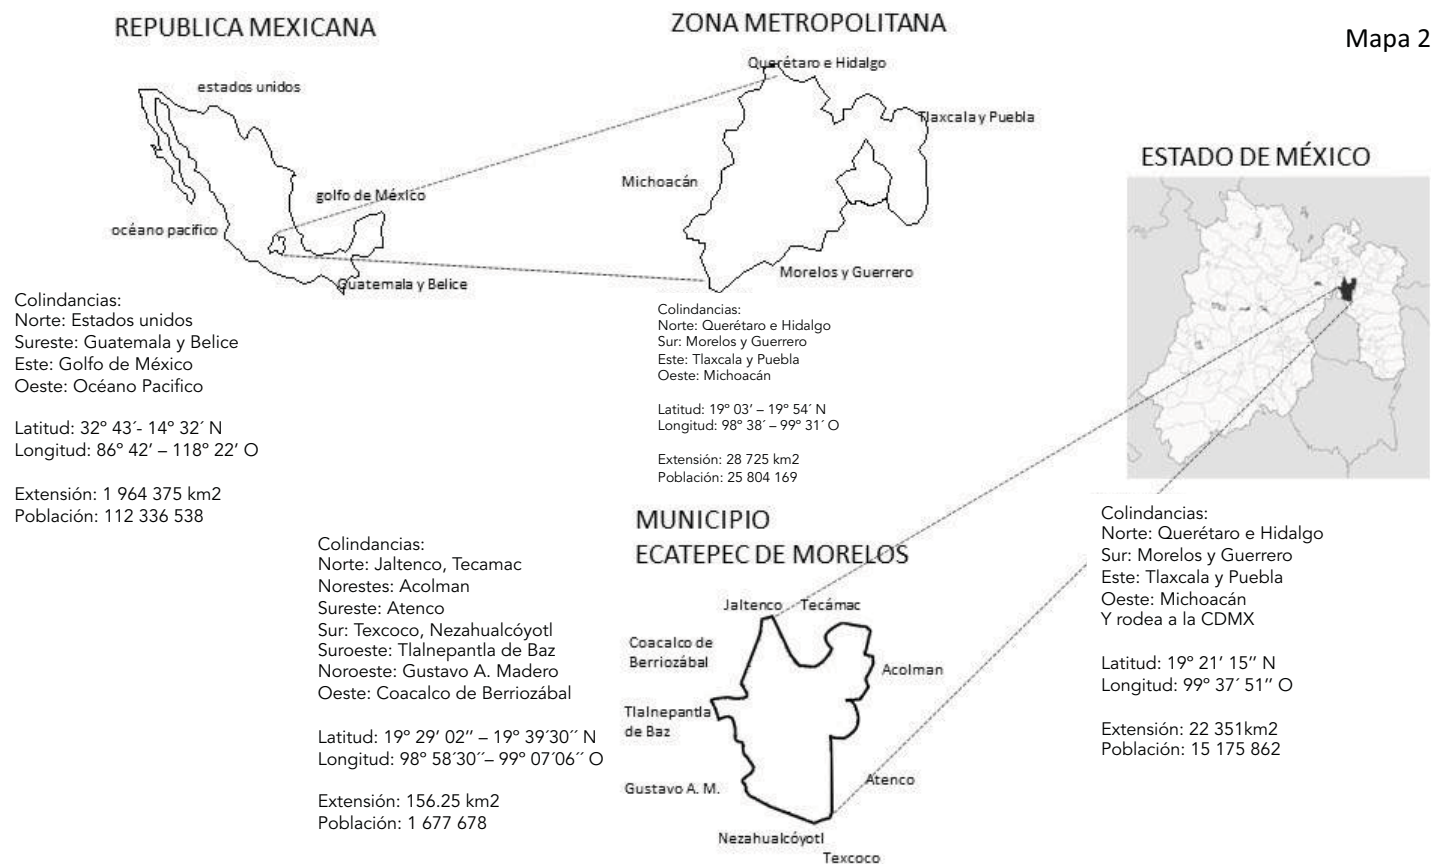 REPUBLICA MEXICANA
estados unidos
golfo de México
océano pacífico
Guatemala y Belice
Colindancias:
Norte: Estados unidos
Sureste: Guatemala y Belice
Este: Golfo de México
Oeste: Océano Pacifico
Latitud: 32º 43´- 14º 32´ N
Longitud: 86º 42’ – 118º 22’ O
Extensión: 1 964 375 km2
Población: 112 336 538
ZONA METROPOLITANA
Querétaro e Hidalgo
Tlaxcala y Puebla
Michoacán
Morelos y Guerrero
Colindancias:
Norte: Querétaro e Hidalgo
Sur: Morelos y Guerrero
Este: Tlaxcala y Puebla
Oeste: Michoacán
Latitud: 19º 03’ – 19º 54´ N
Longitud: 98º 38´ – 99º 31´ O
Extensión: 28 725 km2
Población: 25 804 169
Mapa 2
ESTADO DE MÉXICO
Colindancias:
Norte: Querétaro e Hidalgo
Sur: Morelos y Guerrero
Este: Tlaxcala y Puebla
Oeste: Michoacán
Y rodea a la CDMX
Latitud: 19º 21’ 15’’ N
Longitud: 99º 37´ 51’’ O
Extensión: 22 351km2
Población: 15 175 862
Colindancias:
Norte: Jaltenco, Tecamac
Norestes: Acolman
Sureste: Atenco
Sur: Texcoco, Nezahualcóyotl
Suroeste: Tlalnepantla de Baz
Noroeste: Gustavo A. Madero
Oeste: Coacalco de Berriozábal
Latitud: 19º 29’ 02’’ – 19º 39´30´´ N
Longitud: 98º 58´30´´– 99º 07´06´´ O
Extensión: 156.25 km2
Población: 1 677 678
MUNICIPIO
ECATEPEC DE MORELOS
Jaltenco
Tecámac
Coacalco de
Berriozábal
Acolman
Tlalnepantla
de Baz
Gustavo A. M.
Atenco
Nezahualcóyotl
Texcoco